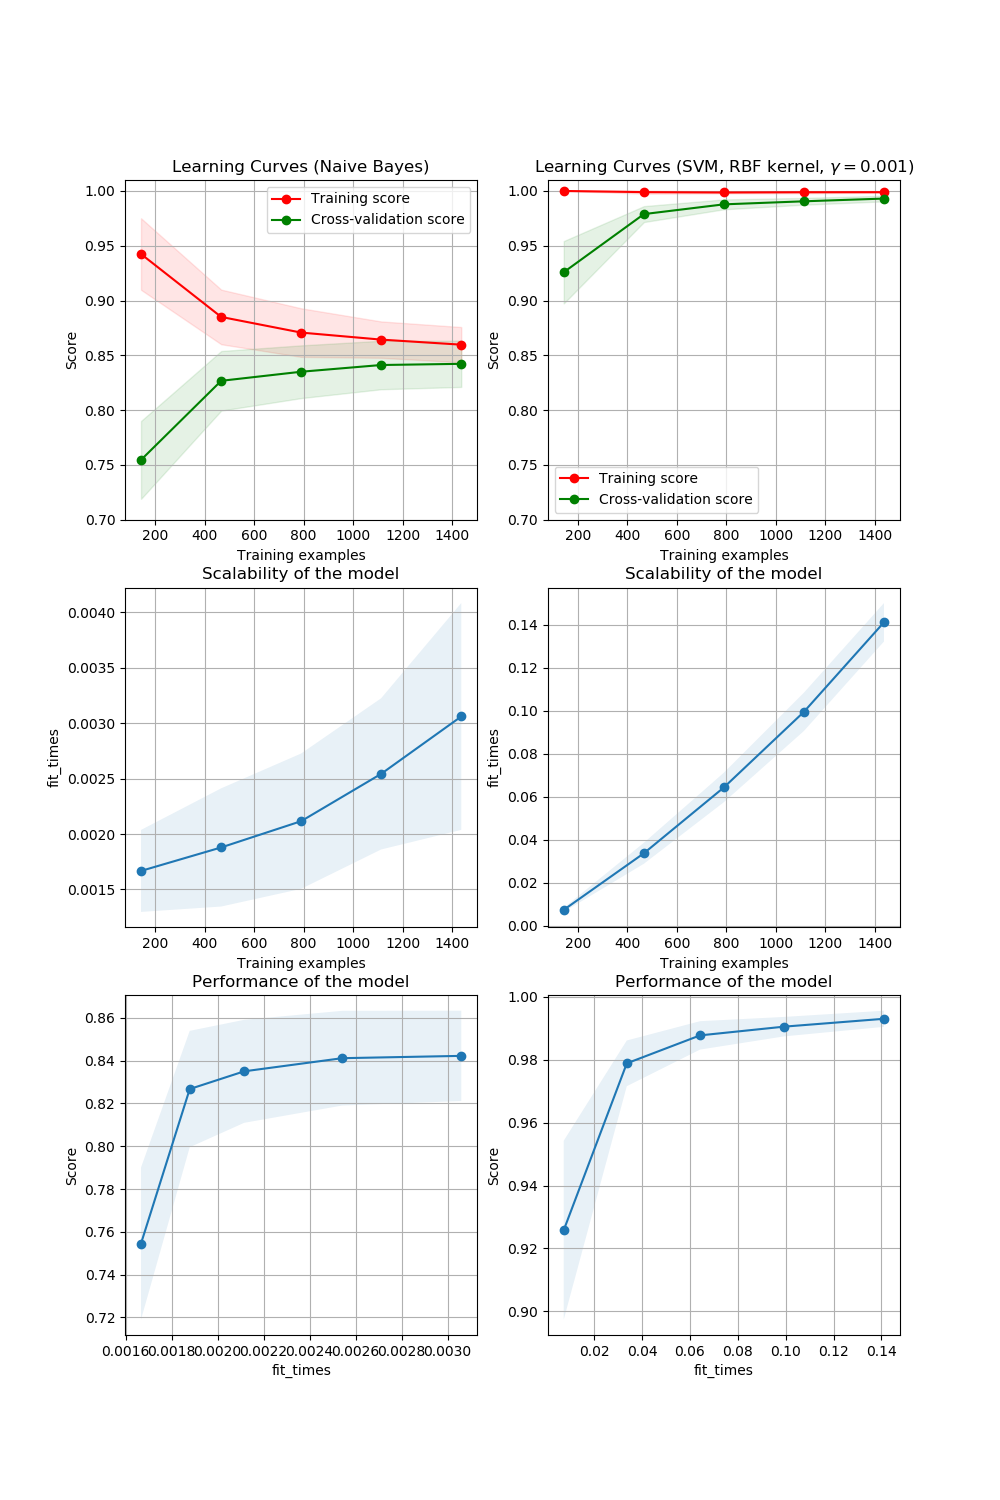 Learning Curves (Naive Bayes)
Training score
Cross-validation score
Score
1.00
0.95
0.90
0.85
0.80
0.75
0.70
200 400 600 800 1000 1200 1400
Training examples
Learning Curves (SVM, RBF kernel, γ = 0.001)
Training score
Cross-validation score
Score
1.00
0.95
0.90
0.85
0.80
0.75
0.70
200 400 600 800 1000 1200 1400
Training examples
Scalability of the model
fit_times
0.0040
0.0035
0.0030
0.0025
0.0020
0.0015
200 400 600 800 1000 1200 1400
Training examples
Scalability of the model
fit_times
0.14
0.12
0.10
0.08
0.06
0.04
0.02
0.00
200 400 600 800 1000 1200 1400
Training examples
Performance of the model
Score
0.86
0.84
0.82
0.80
0.78
0.76
0.74
0.72
0.0016 0.0018 0.0020 0.0022 0.0024 0.0026 0.0028 0.0030
fit_times
Performance of the model
Score
1.00
0.98
0.96
0.94
0.92
0.90
0.02 0.04 0.06 0.08 0.10 0.12 0.14
fit_times